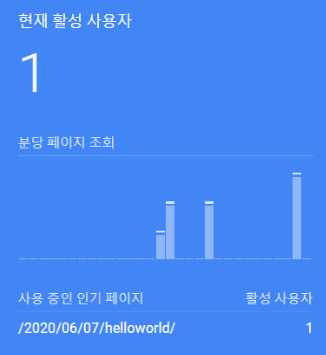 현재 활성 사용자
1
분당 페이지 조회
사용 중인 인기 페이지 활성 사용자
/2020/06/07/helloworld/ 1